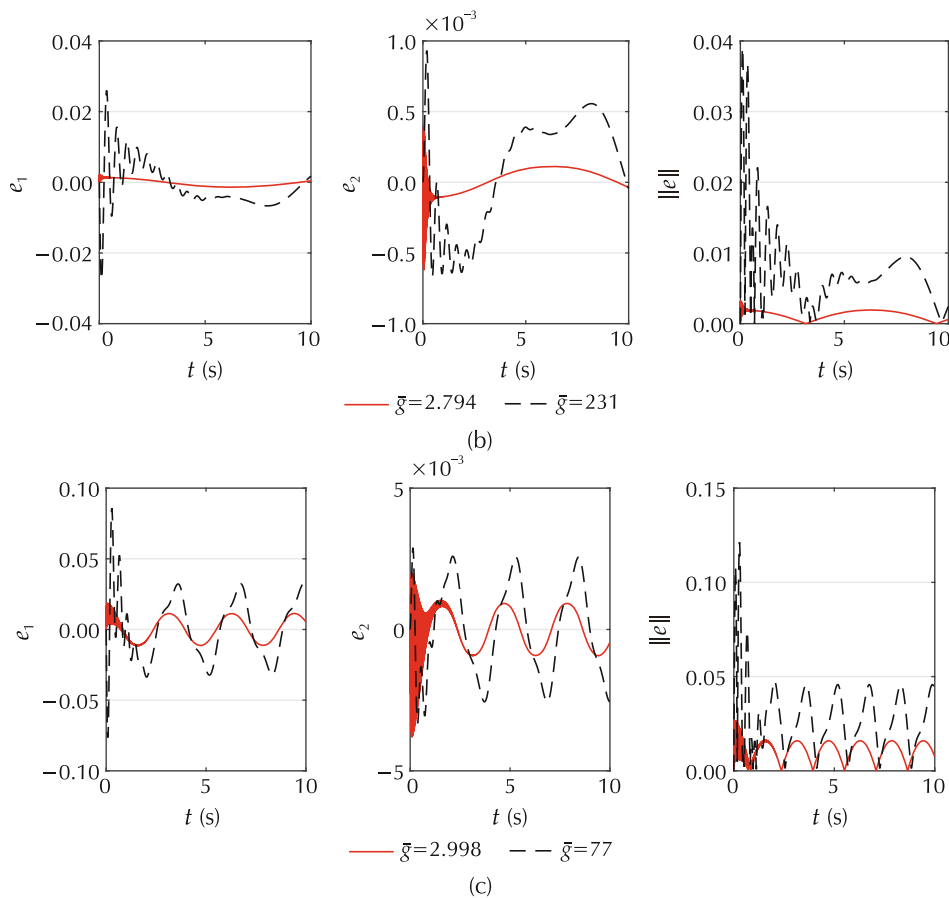 ×10⁻³
0.04
0.02
0.00
−0.02
−0.04
e₁
0
5
10
t (s)
1.0
0.5
0.0
−0.5
−1.0
e₂
0
5
10
t (s)
0.04
0.03
0.02
0.01
0.00
||e||
0
5
10
t (s)
ḡ=2.794
ḡ=231
(b)
×10⁻³
0.10
0.05
0.00
−0.05
−0.10
e₁
0
5
10
t (s)
5
0
−5
e₂
0
5
10
t (s)
0.15
0.10
0.05
0.00
||e||
0
5
10
t (s)
ḡ=2.998
ḡ=77
(c)